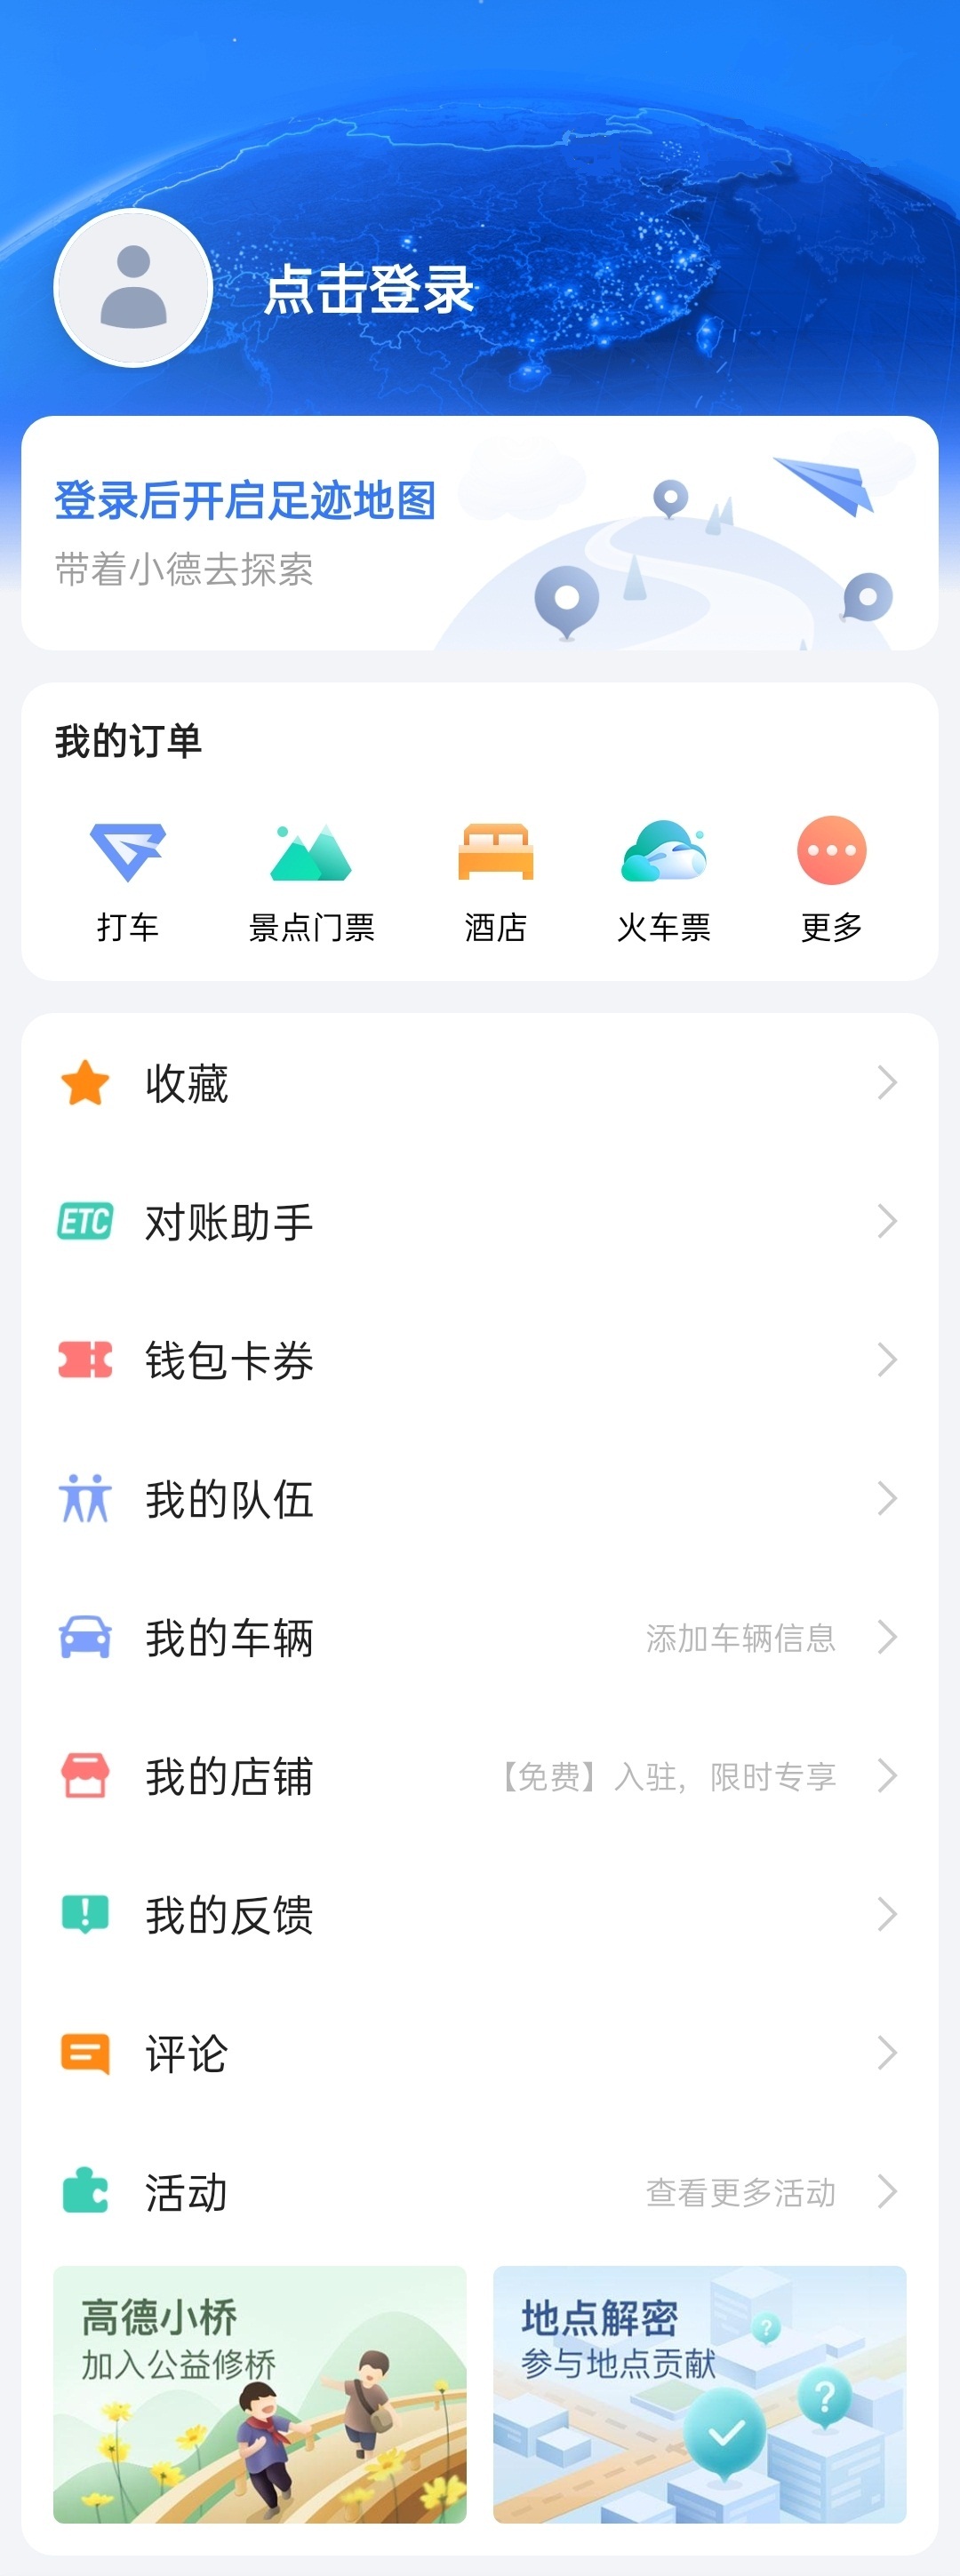 点击登录
登录后开启足迹地图
带着小德去探索
我的订单
打车 景点门票 酒店 火车票 更多
收藏
ETC 对账助手
钱包卡券
我的队伍
我的车辆 添加车辆信息
我的店铺 【免费】入驻，限时专享
我的反馈
评论
活动 查看更多活动
高德小桥
加入公益修桥
地点解密
参与地点贡献